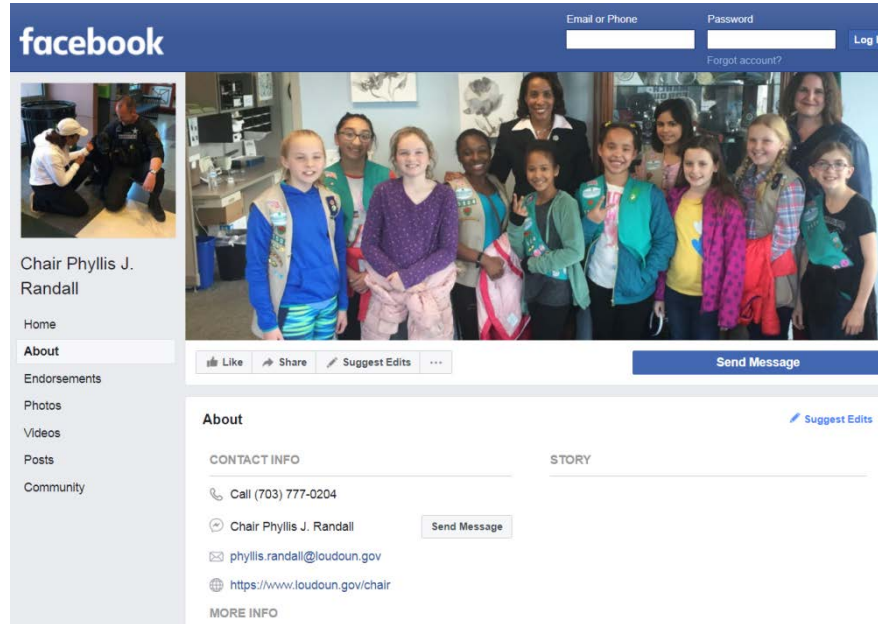 facebook
Email or Phone
Password
Log
Forgot account?
Chair Phyllis J.
Randall
Home
About
Endorsements
Photos
Videos
Posts
Community
Like
Share
Suggest Edits
Send Message
About
Suggest Edits
CONTACT INFO
STORY
Call (703) 777-0204
Chair Phyllis J. Randall
Send Message
phyllis.randall@loudoun.gov
https://www.loudoun.gov/chair
MORE INFO